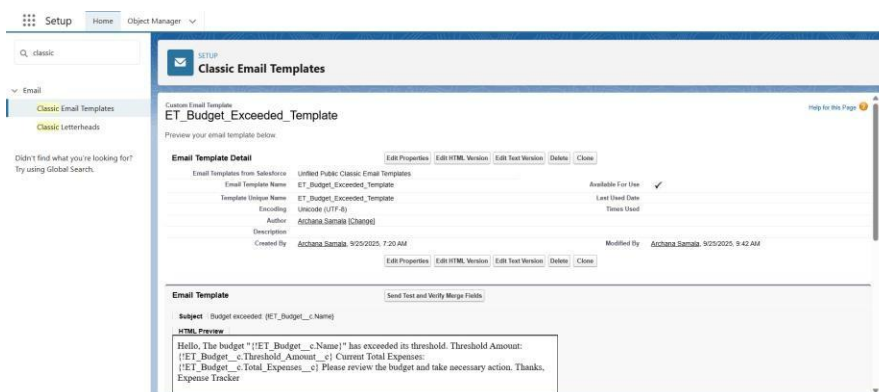 Setup Home Object Manager
classic
Email
Classic Email Templates
Classic Letterheads
Didn't find what you're looking for?
Try using Global Search.
SETUP
Classic Email Templates
Custom Email Template
ET_Budget_Exceeded_Template
Help for this Page
Preview your email template below.
Email Template Detail Edit Properties Edit HTML Version Edit Text Version Delete Clone
Email Templates from Salesforce Unfiled Public Classic Email Templates
Email Template Name ET_Budget_Exceeded_Template Available For Use ✓
Template Unique Name ET_Budget_Exceeded_Template Last Used Date
Encoding Unicode (UTF-8) Times Used
Author Archana Samala [Change]
Description
Created By Archana Samala, 9/25/2025, 7:20 AM Modified By Archana Samala, 9/25/2025, 9:42 AM
Edit Properties Edit HTML Version Edit Text Version Delete Clone
Email Template Send Test and Verify Merge Fields
Subject Budget exceeded: {!ET_Budget__c.Name}
HTML Preview
Hello, The budget "{!ET_Budget__c.Name}" has exceeded its threshold. Threshold Amount:
{!ET_Budget__c.Threshold_Amount__c} Current Total Expenses:
{!ET_Budget__c.Total_Expenses__c} Please review the budget and take necessary action. Thanks,
Expense Tracker